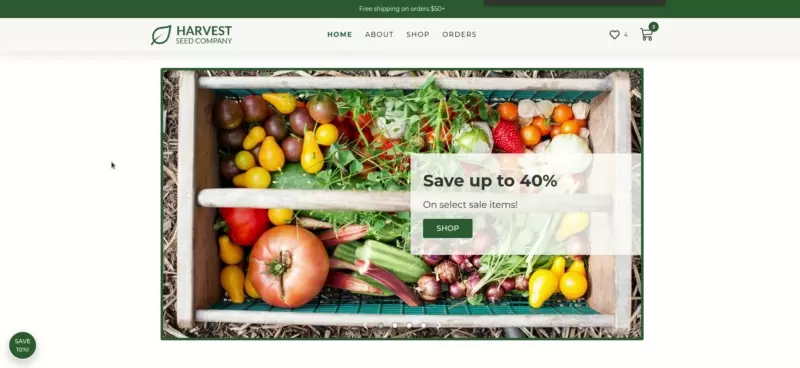 Free shipping on orders $50+
HARVEST
SEED COMPANY
HOME
ABOUT
SHOP
ORDERS
4
3
Save up to 40%
On select sale items!
SHOP
SAVE
10%!